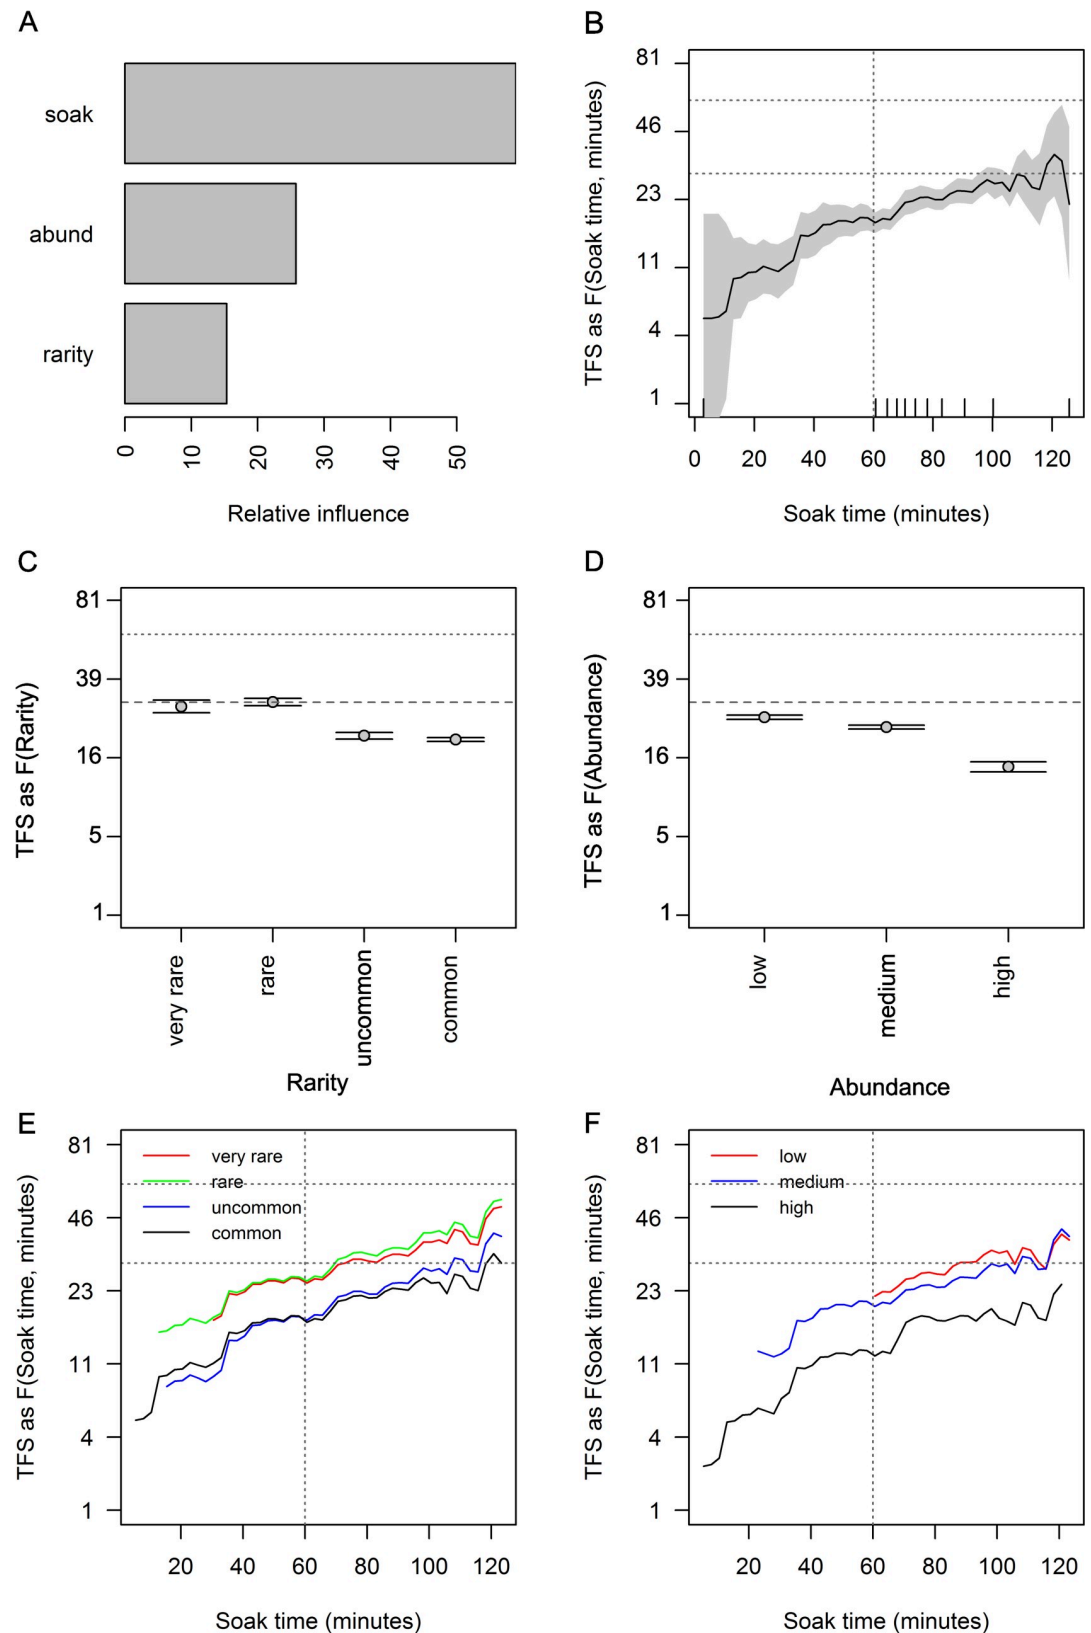 A
soak
abund
rarity
0 10 20 30 40 50
Relative influence
B
TFS as F(Soak time, minutes)
81
46
23
11
4
1
0 20 40 60 80 100 120
Soak time (minutes)
C
TFS as F(Rarity)
81
39
16
5
1
very rare
rare
uncommon
common
Rarity
D
TFS as F(Abundance)
81
39
16
5
1
low
medium
high
Abundance
E
TFS as F(Soak time, minutes)
81
46
23
11
4
1
very rare
rare
uncommon
common
20 40 60 80 100 120
Soak time (minutes)
F
TFS as F(Soak time, minutes)
81
46
23
11
4
1
low
medium
high
20 40 60 80 100 120
Soak time (minutes)